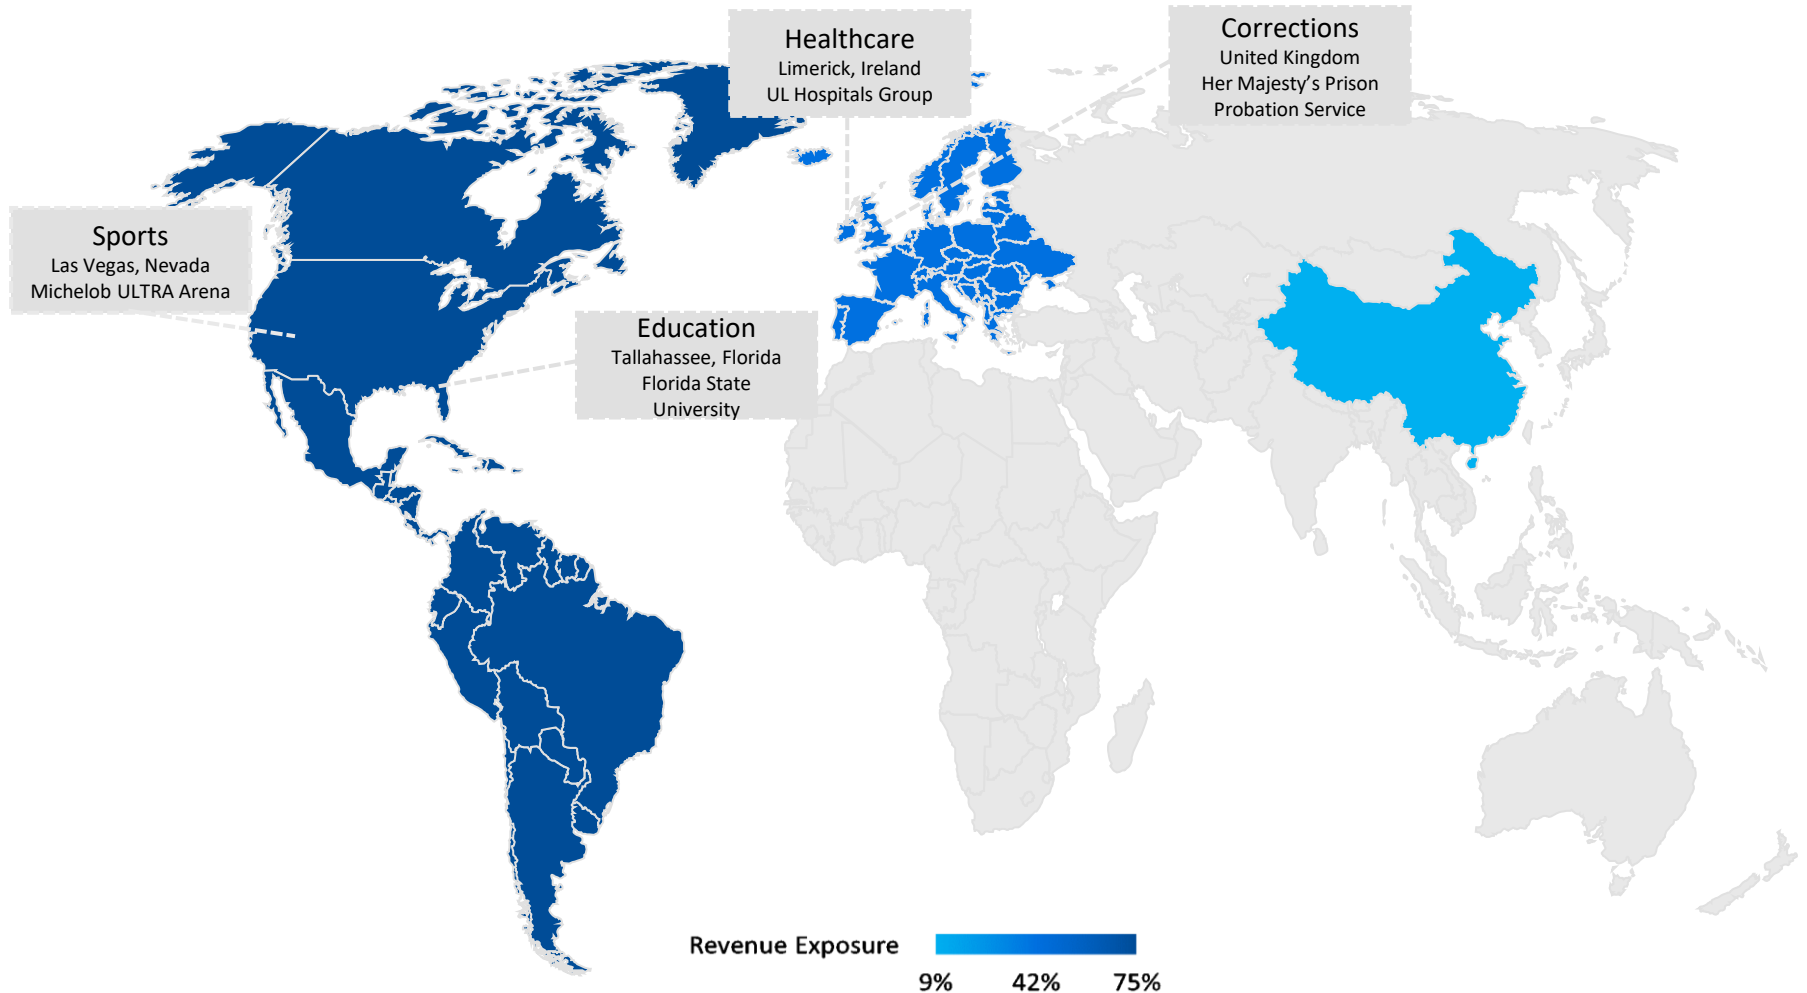 Healthcare
Limerick, Ireland
UL Hospitals Group
Corrections
United Kingdom
Her Majesty’s Prison
Probation Service
Sports
Las Vegas, Nevada
Michelob ULTRA Arena
Education
Tallahassee, Florida
Florida State
University
Revenue Exposure
9% 42% 75%